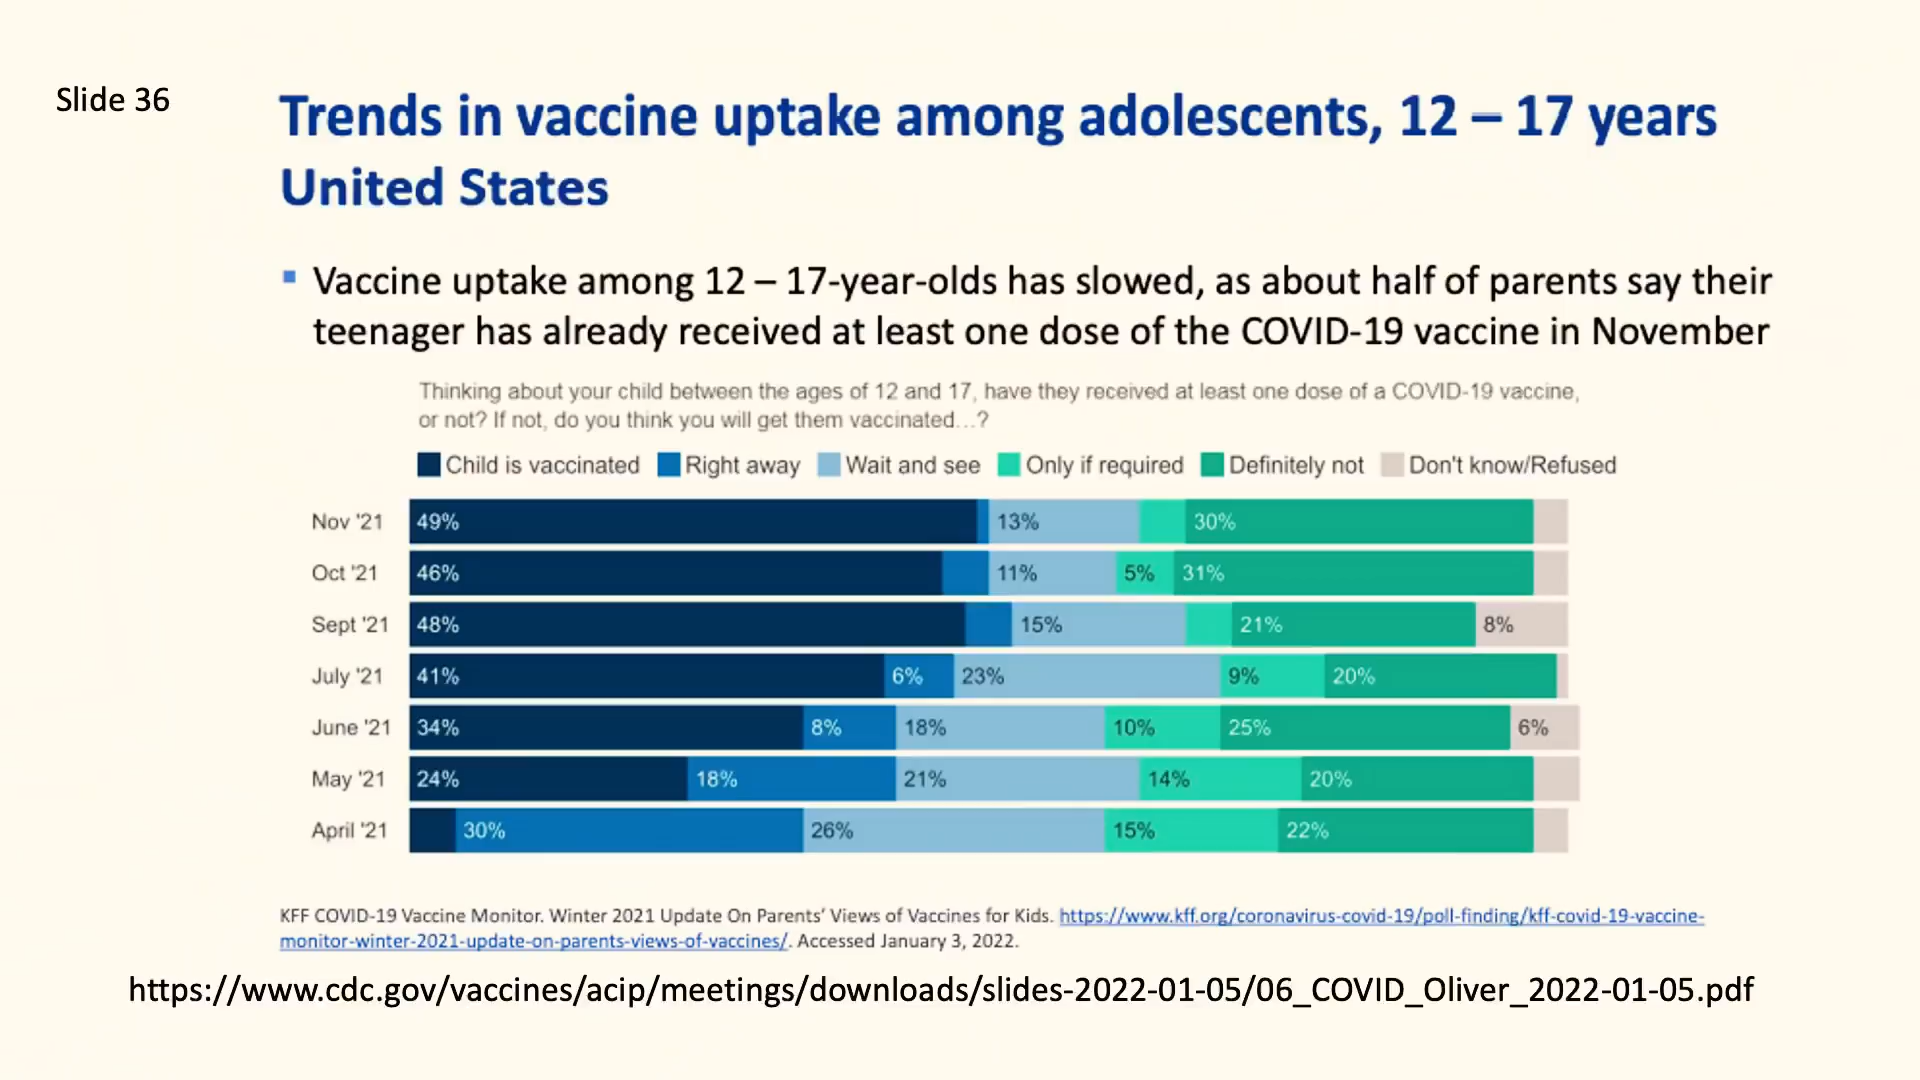 Slide 36
Trends in vaccine uptake among adolescents, 12 – 17 years
United States
▪ Vaccine uptake among 12 – 17-year-olds has slowed, as about half of parents say their
teenager has already received at least one dose of the COVID-19 vaccine in November
Thinking about your child between the ages of 12 and 17, have they received at least one dose of a COVID-19 vaccine,
or not? If not, do you think you will get them vaccinated…?
Child is vaccinated Right away Wait and see Only if required Definitely not Don't know/Refused
Nov '21 49% 13% 30%
Oct '21 46% 11% 5% 31%
Sept '21 48% 15% 21% 8%
July '21 41% 6% 23% 9% 20%
June '21 34% 8% 18% 10% 25% 6%
May '21 24% 18% 21% 14% 20%
April '21 30% 26% 15% 22%
KFF COVID-19 Vaccine Monitor. Winter 2021 Update On Parents’ Views of Vaccines for Kids. https://www.kff.org/coronavirus-covid-19/poll-finding/kff-covid-19-vaccine-
monitor-winter-2021-update-on-parents-views-of-vaccines/. Accessed January 3, 2022.
https://www.cdc.gov/vaccines/acip/meetings/downloads/slides-2022-01-05/06_COVID_Oliver_2022-01-05.pdf